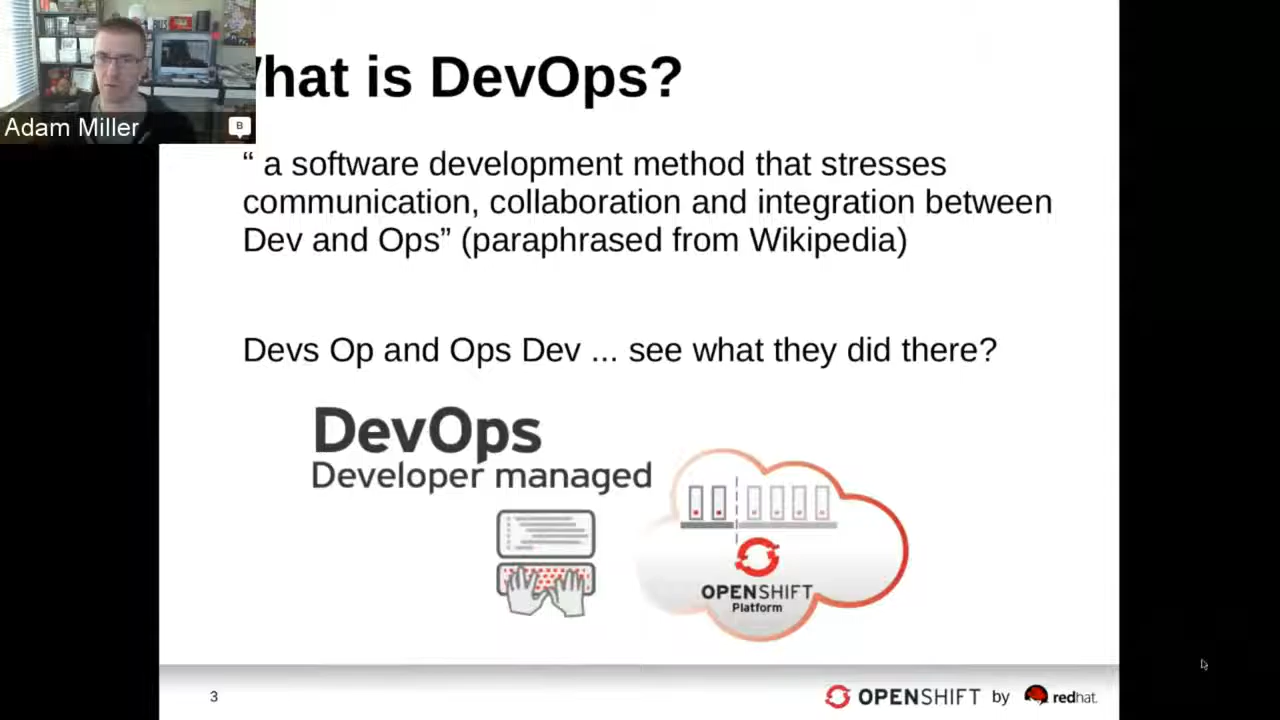 What is DevOps?
Adam Miller
B
“ a software development method that stresses
communication, collaboration and integration between
Dev and Ops” (paraphrased from Wikipedia)
Devs Op and Ops Dev ... see what they did there?
DevOps
Developer managed
OPENSHIFT
Platform
3
OPENSHIFT by redhat.